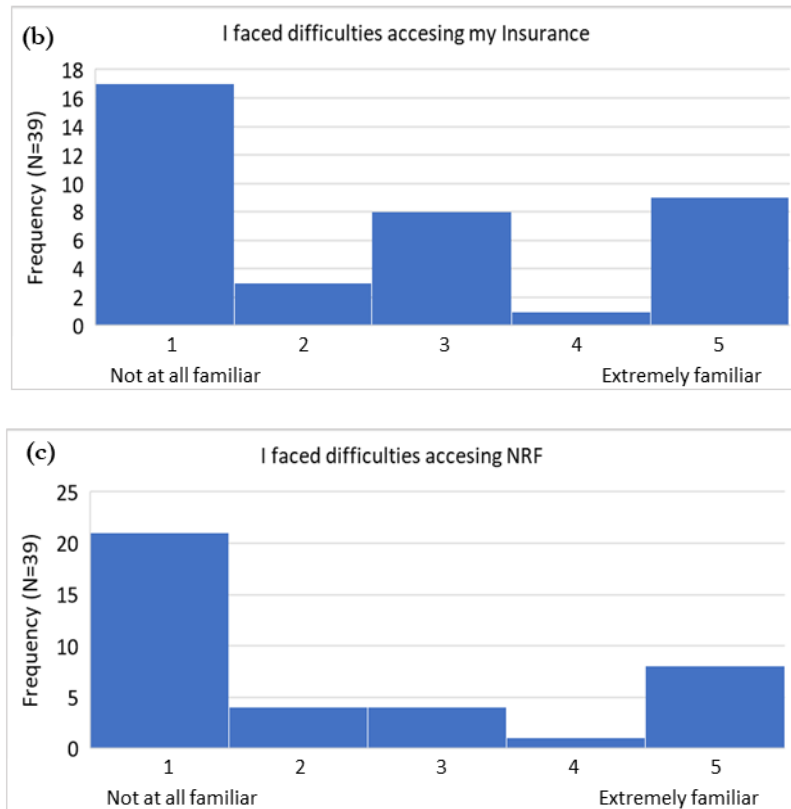 (b)
I faced difficulties accesing my Insurance
Frequency (N=39)
18
16
14
12
10
8
6
4
2
0
1 2 3 4 5
Not at all familiar Extremely familiar
(c)
I faced difficulties accesing NRF
Frequency (N=39)
25
20
15
10
5
0
1 2 3 4 5
Not at all familiar Extremely familiar